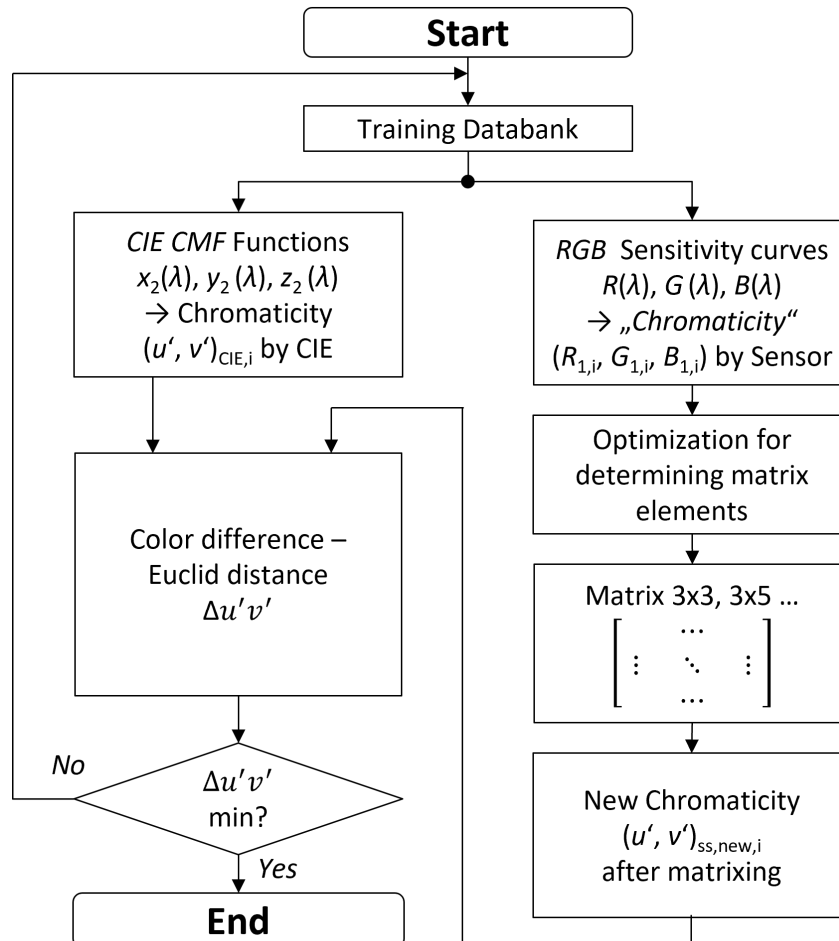 Start
Training Databank
CIE CMF Functions
x₂(λ), y₂ (λ), z₂ (λ)
→ Chromaticity
(u‘, v‘)CIE,i by CIE
RGB Sensitivity curves
R(λ), G (λ), B(λ)
→ „Chromaticity“
(R1,i, G1,i, B1,i) by Sensor
Optimization for
determining matrix
elements
Color difference –
Euclid distance
Δu′v′
Matrix 3x3, 3x5 ...
[ ⋯
⋮ ⋱ ⋮
⋯ ]
No
Δu′v′
min?
Yes
New Chromaticity
(u‘, v‘)ss,new,i
after matrixing
End